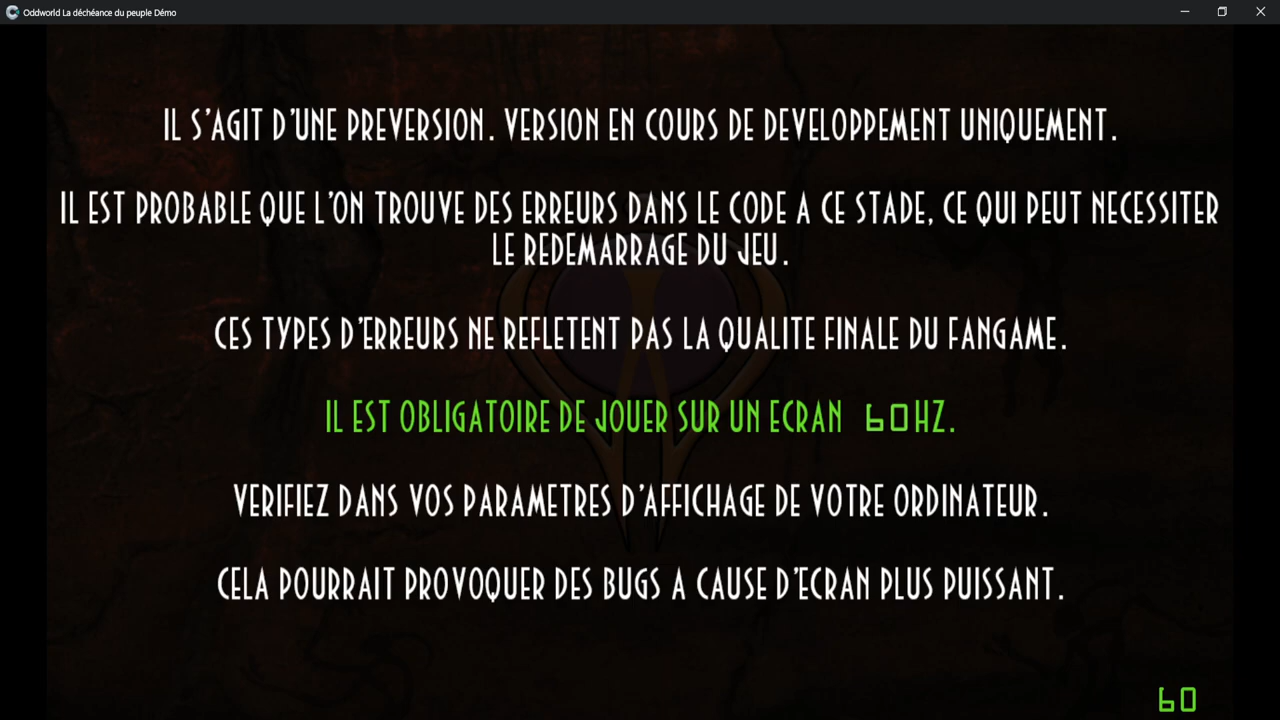 Oddworld La déchéance du peuple Démo
IL S'AGIT D'UNE PREVERSION. VERSION EN COURS DE DEVELOPPEMENT UNIQUEMENT.
IL EST PROBABLE QUE L'ON TROUVE DES ERREURS DANS LE CODE A CE STADE, CE QUI PEUT NECESSITER
LE REDEMARRAGE DU JEU.
CES TYPES D'ERREURS NE REFLETENT PAS LA QUALITE FINALE DU FANGAME.
IL EST OBLIGATOIRE DE JOUER SUR UN ECRAN 60HZ.
VERIFIEZ DANS VOS PARAMETRES D'AFFICHAGE DE VOTRE ORDINATEUR.
CELA POURRAIT PROVOQUER DES BUGS A CAUSE D'ECRAN PLUS PUISSANT.
60